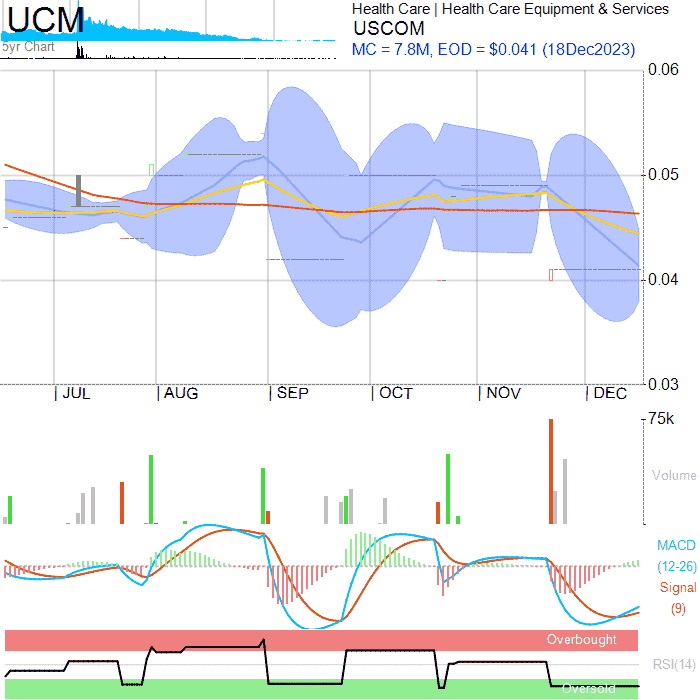 UCM
5yr Chart
Health Care | Health Care Equipment & Services
USCOM
MC = 7.8M, EOD = $0.041 (18Dec2023)
0.06
0.05
0.04
0.03
JUL AUG SEP OCT NOV DEC
75k
Volume
MACD
(12-26)
Signal
(9)
Overbought
RSI(14)
Oversold